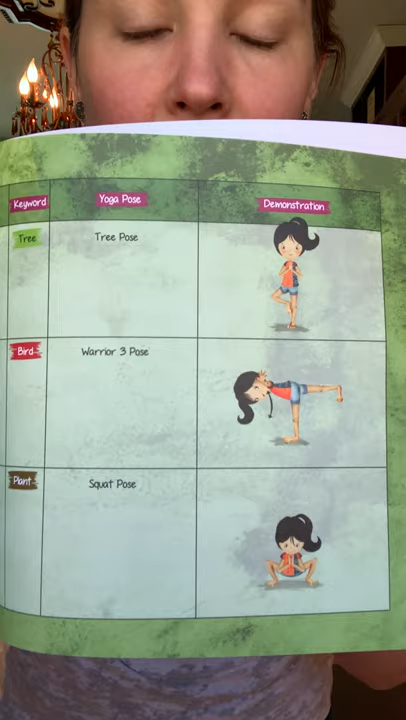 Keyword Yoga Pose Demonstration
Tree Tree Pose
Bird Warrior 3 Pose
Plant Squat Pose